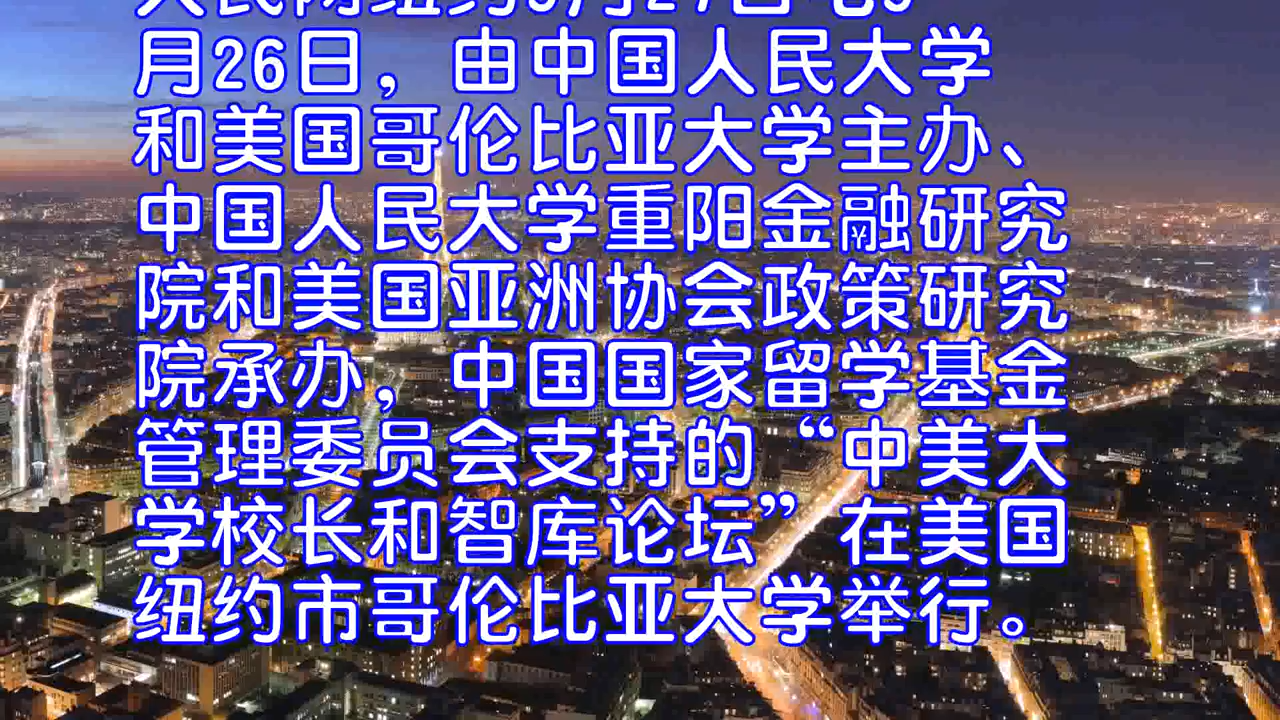 月26日，由中国人民大学
和美国哥伦比亚大学主办、
中国人民大学重阳金融研究
院和美国亚洲协会政策研究
院承办，中国国家留学基金
管理委员会支持的“中美大
学校长和智库论坛”在美国
纽约市哥伦比亚大学举行。